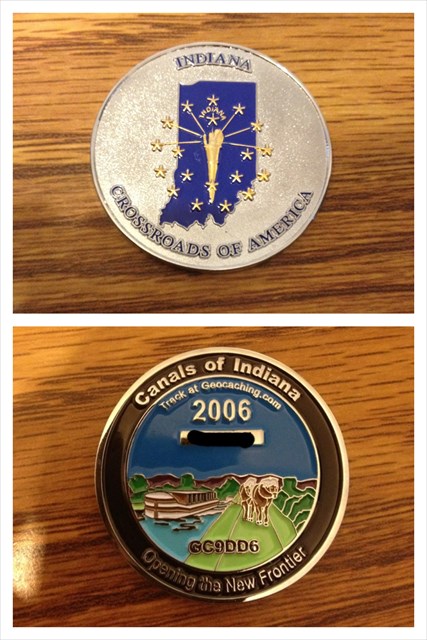 INDIANA
INDIANA
CROSSROADS OF AMERICA
Canals of Indiana
Track at Geocaching.com
2006
GC9DD6
Opening the New Frontier